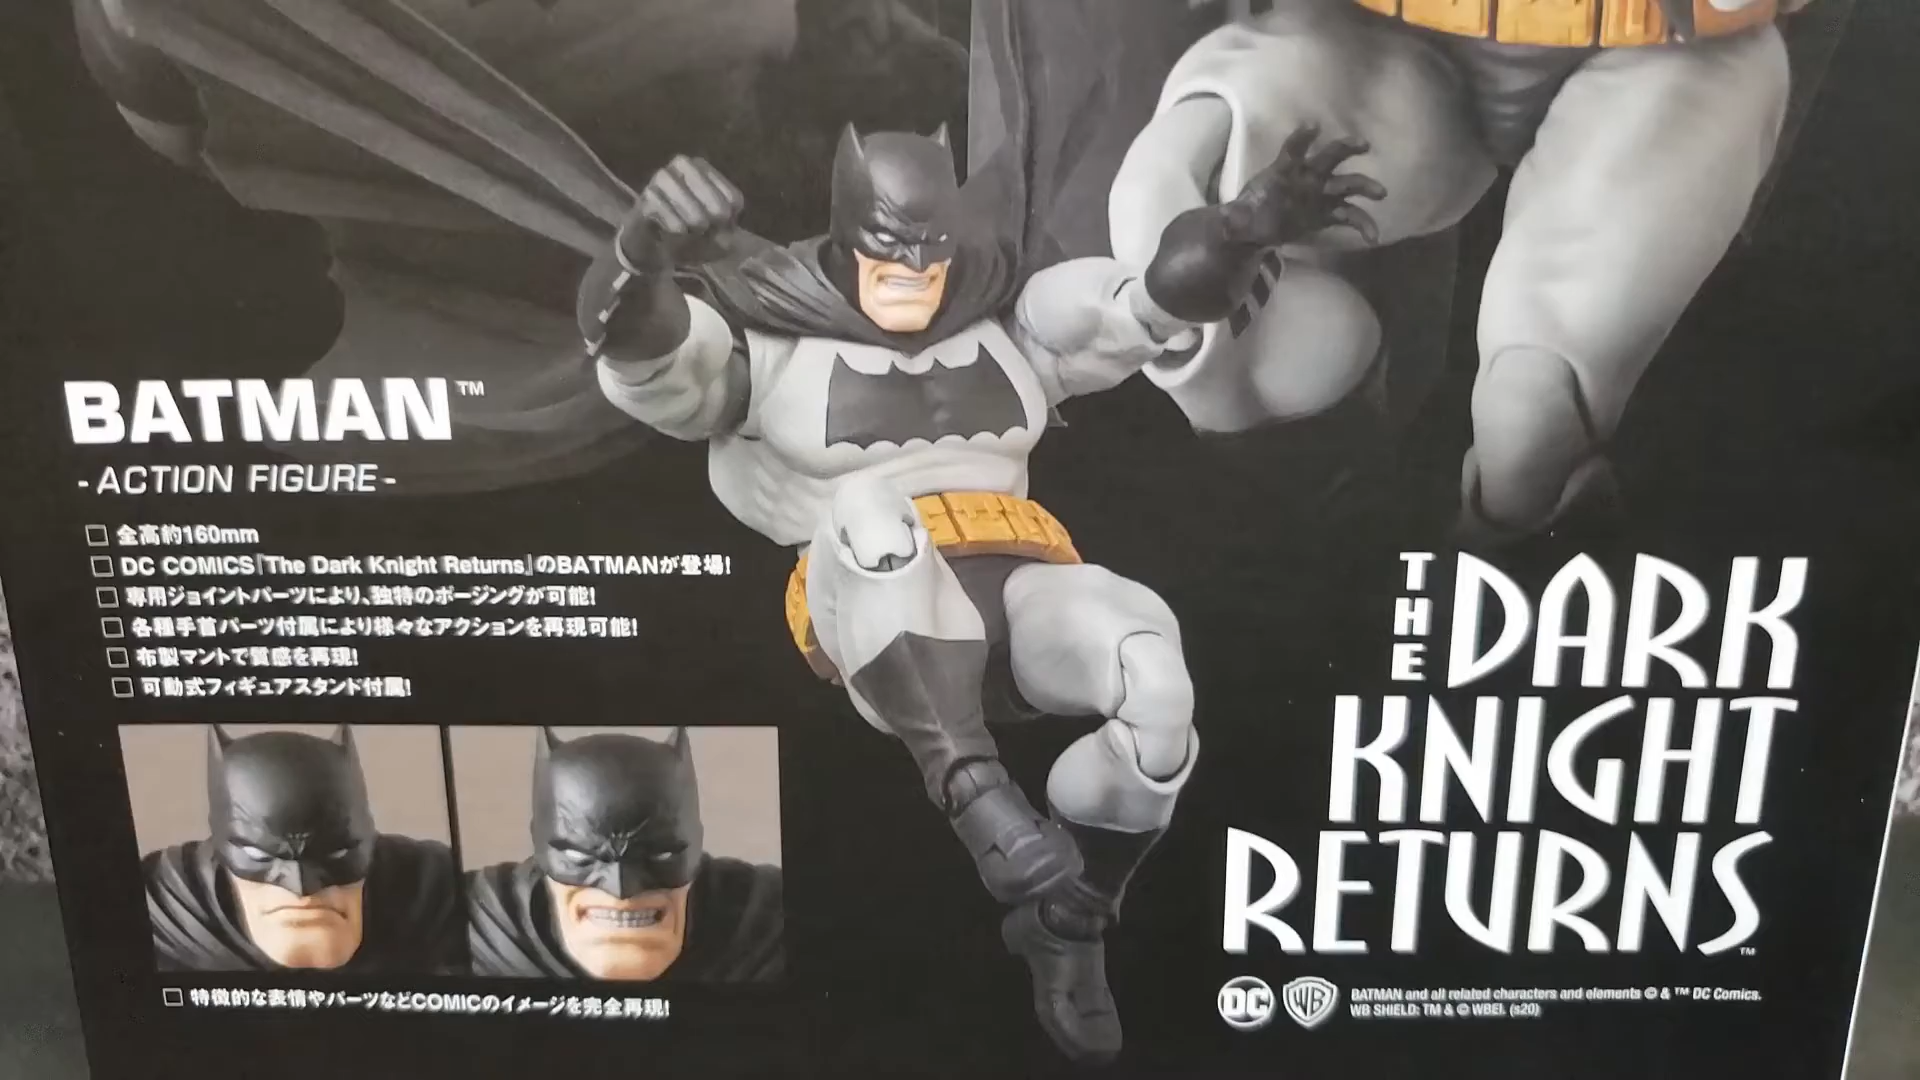 BATMAN™
-ACTION FIGURE-
□ 全高約160mm
□ DC COMICS『The Dark Knight Returns』のBATMANが登場!
□ 専用ジョイントパーツにより、独特のポージングが可能!
□ 各種手首パーツ付属により様々なアクションを再現可能!
□ 布製マントで質感を再現!
□ 可動式フィギュアスタンド付属!
□ 特徴的な表情やパーツなどCOMICのイメージを完全再現!
THE DARK
KNIGHT
RETURNS™
DC WB
BATMAN and all related characters and elements © & ™ DC Comics.
WB SHIELD: TM & © WBEI. (s20)